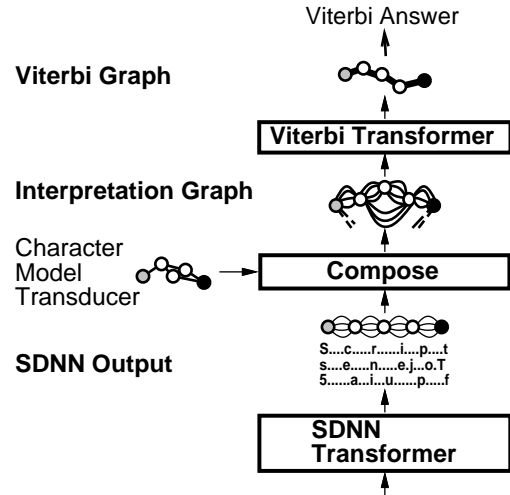 Viterbi Answer
Viterbi Graph
Viterbi Transformer
Interpretation Graph
Character
Model
Transducer
Compose
S....c.....r......i....p....t
s....e....n....e.j...o.T
5......a...i...u......p.....f
SDNN Output
SDNN
Transformer